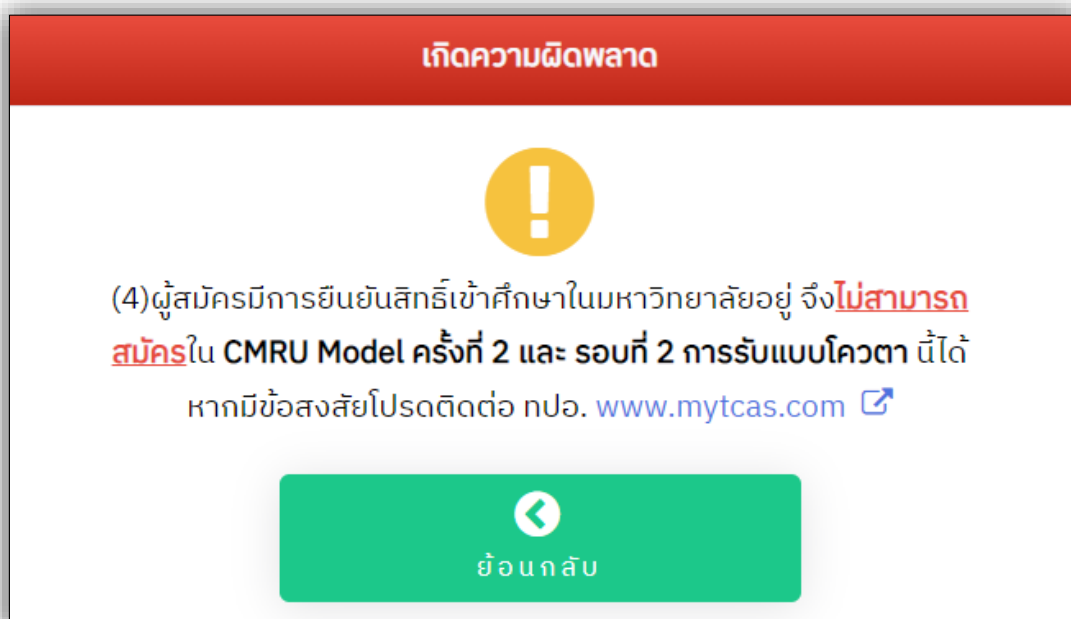 เกิดความผิดพลาด
(4)ผู้สมัครมีการยืนยันสิทธิ์เข้าศึกษาในมหาวิทยาลัยอยู่ จึงไม่สามารถ
สมัครใน CMRU Model ครั้งที่ 2 และ รอบที่ 2 การรับแบบโควตา นี้ได้
หากมีข้อสงสัยโปรดติดต่อ ทปอ. www.mytcas.com
ย้อนกลับ